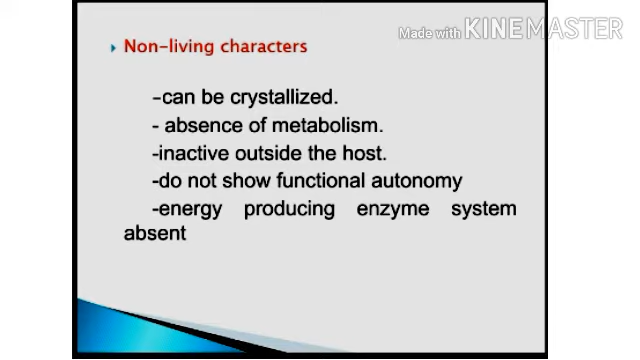 Made with KINEMASTER
Non-living characters
-can be crystallized.
- absence of metabolism.
-inactive outside the host.
-do not show functional autonomy
-energy producing enzyme system
absent